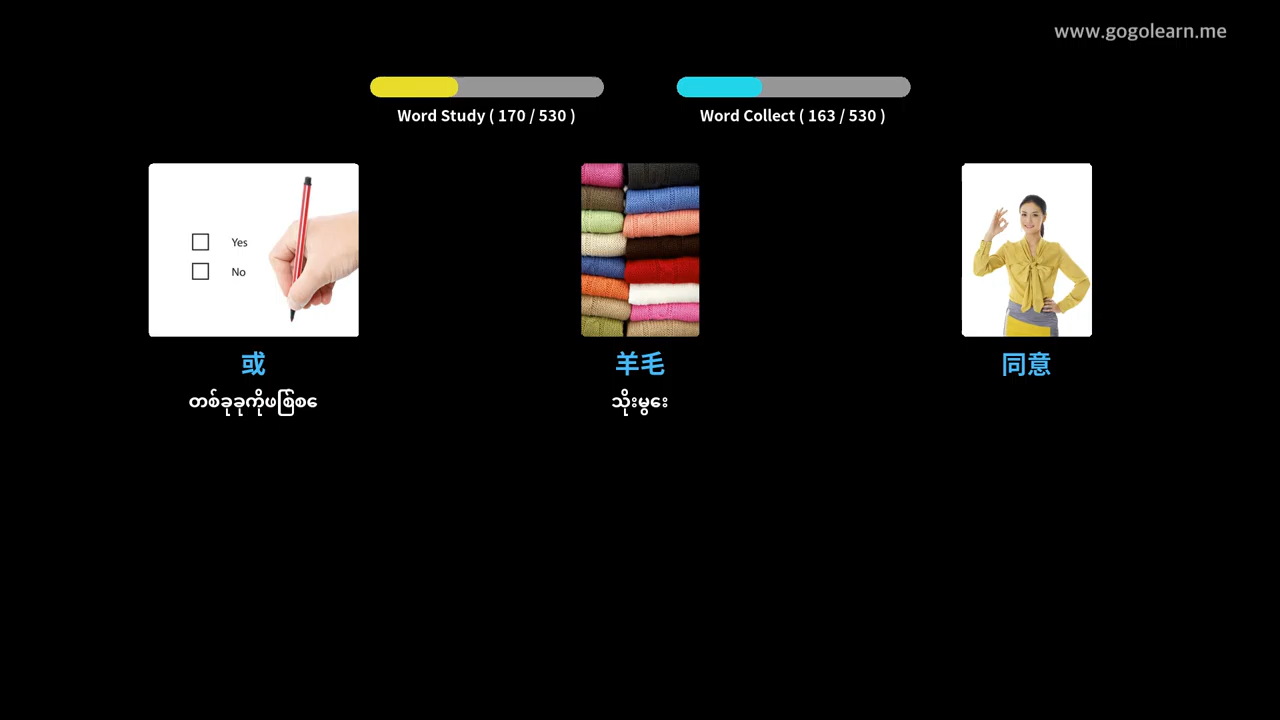 www.gogolearn.me
Word Study ( 170 / 530 )
Word Collect ( 163 / 530 )
Yes
No
或
羊毛
同意
တစ်ခုခုကိုဖြစ်စေ
သိုးမွေး